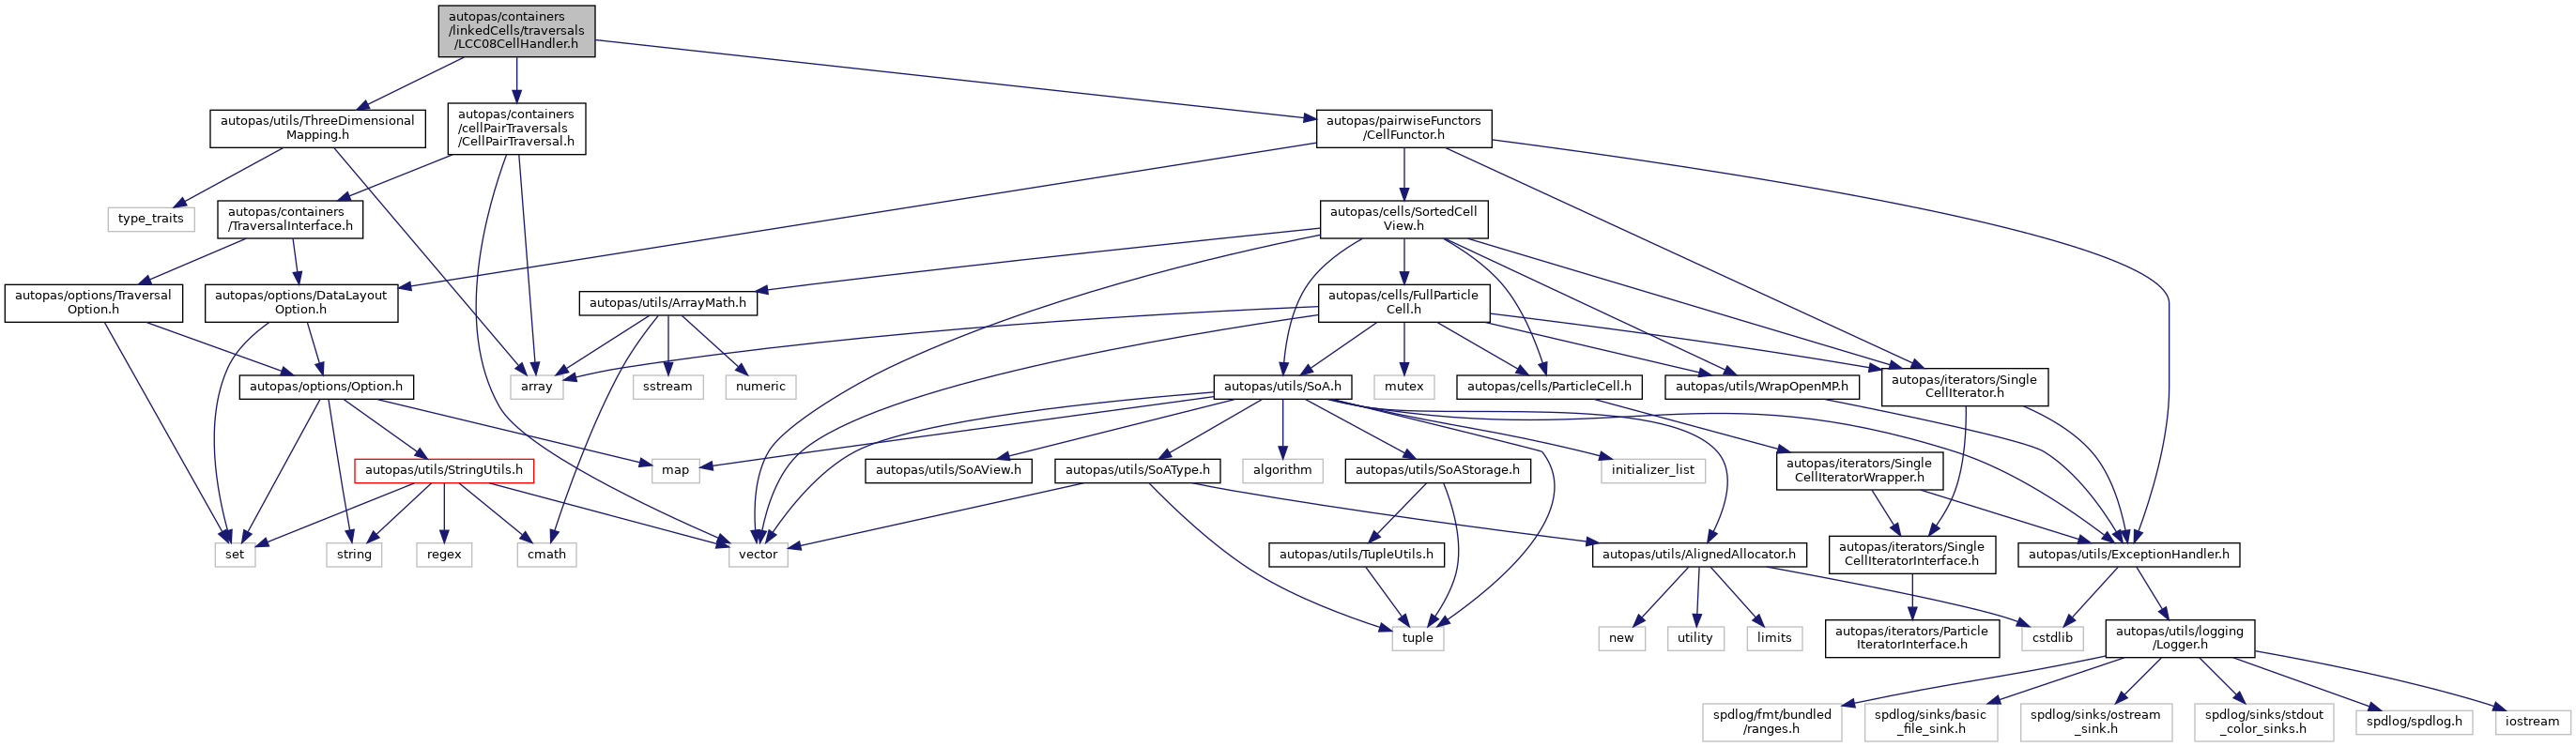 autopas/containers
/linkedCells/traversals
/LCC08CellHandler.h
autopas/utils/ThreeDimensional
Mapping.h
autopas/containers
/cellPairTraversals
/CellPairTraversal.h
autopas/pairwiseFunctors
/CellFunctor.h
type_traits
autopas/containers
/TraversalInterface.h
autopas/cells/SortedCell
View.h
autopas/options/Traversal
Option.h
autopas/options/DataLayout
Option.h
autopas/utils/ArrayMath.h
autopas/cells/FullParticle
Cell.h
autopas/options/Option.h
array
sstream
numeric
autopas/utils/SoA.h
mutex
autopas/cells/ParticleCell.h
autopas/utils/WrapOpenMP.h
autopas/iterators/Single
CellIterator.h
autopas/utils/StringUtils.h
map
autopas/utils/SoAView.h
autopas/utils/SoAType.h
algorithm
autopas/utils/SoAStorage.h
initializer_list
autopas/iterators/Single
CellIteratorWrapper.h
set
string
regex
cmath
vector
autopas/utils/TupleUtils.h
autopas/utils/AlignedAllocator.h
autopas/iterators/Single
CellIteratorInterface.h
autopas/utils/ExceptionHandler.h
tuple
new
utility
limits
autopas/iterators/Particle
IteratorInterface.h
cstdlib
autopas/utils/logging
/Logger.h
spdlog/fmt/bundled
/ranges.h
spdlog/sinks/basic
_file_sink.h
spdlog/sinks/ostream
_sink.h
spdlog/sinks/stdout
_color_sinks.h
spdlog/spdlog.h
iostream